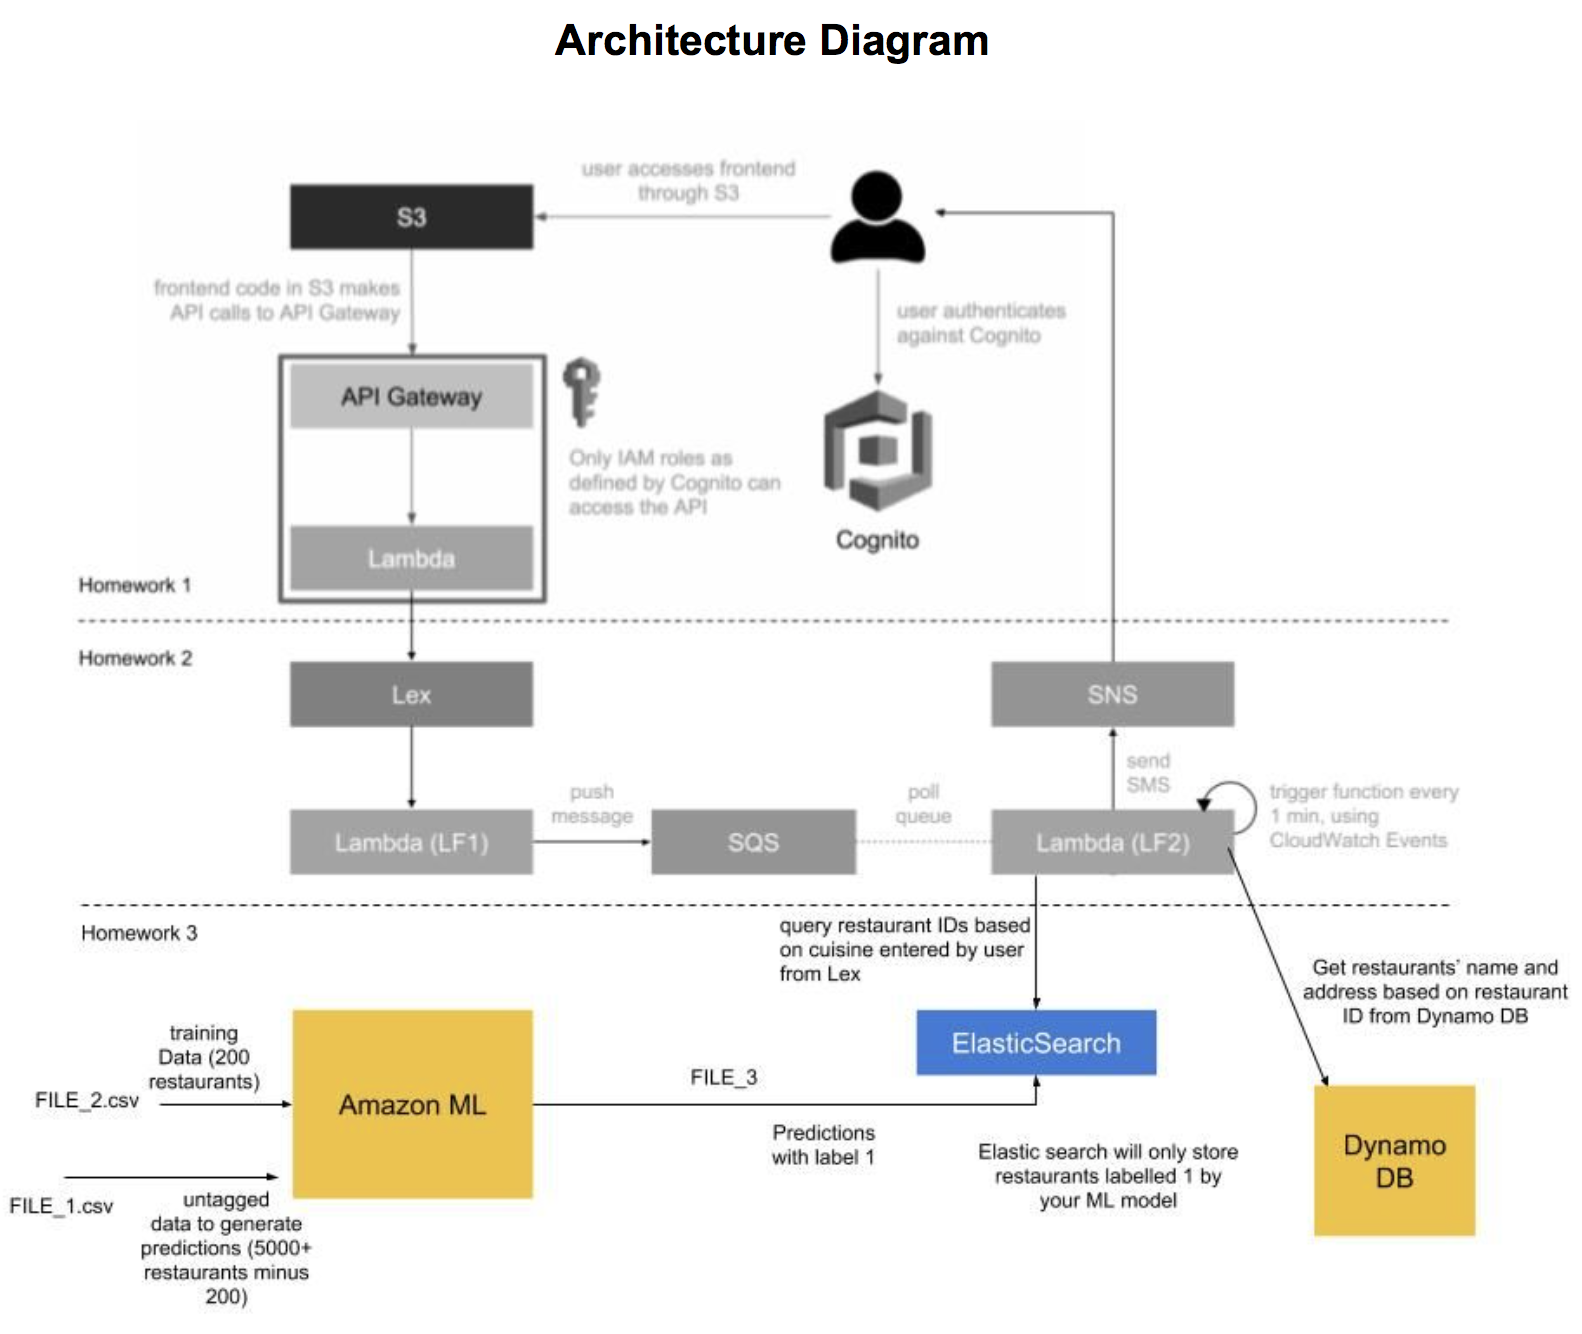 Architecture Diagram
user accesses frontend
through S3
S3
frontend code in S3 makes
API calls to API Gateway
user authenticates
against Cognito
API Gateway
Only IAM roles as
defined by Cognito can
access the API
Cognito
Lambda
Homework 1
Homework 2
Lex
SNS
send
SMS
push
message
poll
queue
trigger function every
1 min, using
CloudWatch Events
Lambda (LF1)
SQS
Lambda (LF2)
Homework 3
query restaurant IDs based
on cuisine entered by user
from Lex
Get restaurants' name and
address based on restaurant
ID from Dynamo DB
training
Data (200
restaurants)
FILE_2.csv
Amazon ML
FILE_3
ElasticSearch
Predictions
with label 1
Elastic search will only store
restaurants labelled 1 by
your ML model
Dynamo
DB
FILE_1.csv
untagged
data to generate
predictions (5000+
restaurants minus
200)